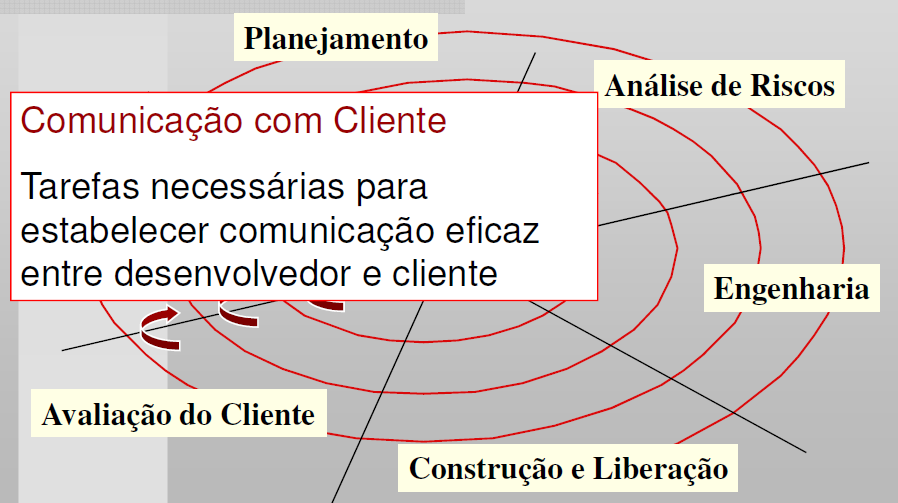 Planejamento
Análise de Riscos
Comunicação com Cliente
Tarefas necessárias para
estabelecer comunicação eficaz
entre desenvolvedor e cliente
Engenharia
Avaliação do Cliente
Construção e Liberação